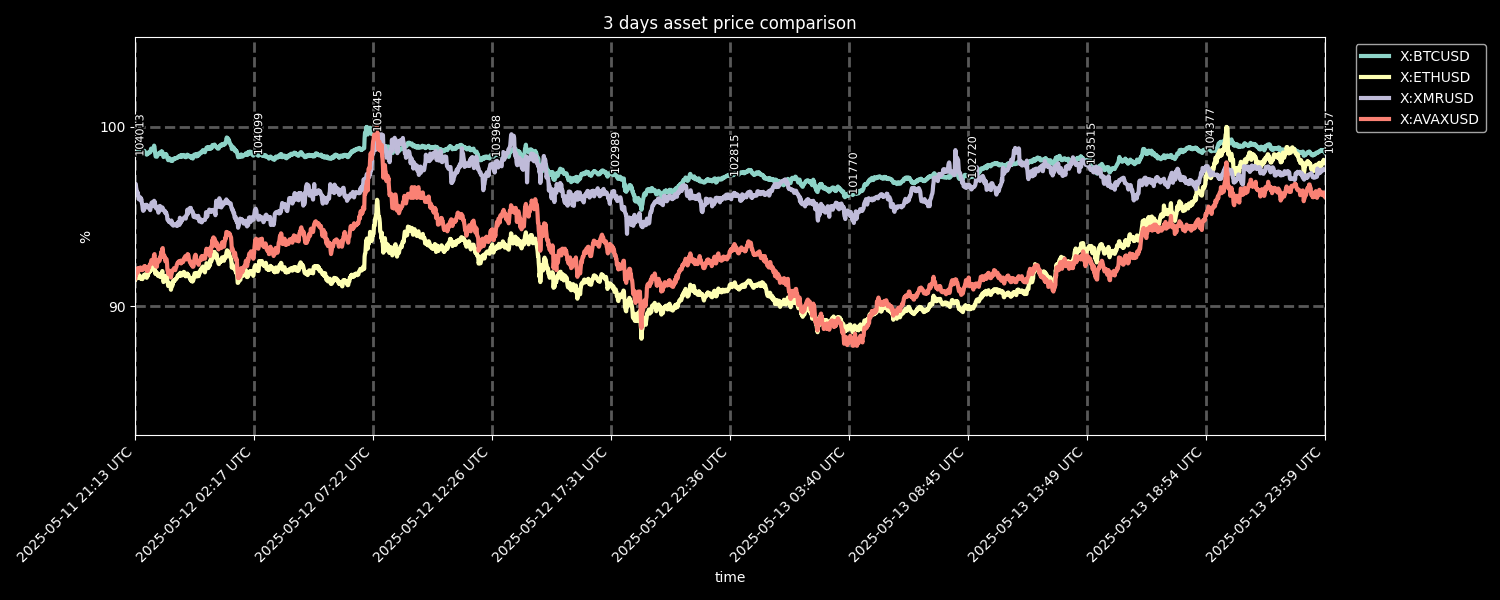 3 days asset price comparison
X:BTCUSD
X:ETHUSD
X:XMRUSD
X:AVAXUSD
100
90
%
104013
104099
105445
103968
102989
102815
101770
102720
103515
104377
104157
2025-05-11 21:13 UTC
2025-05-12 02:17 UTC
2025-05-12 07:22 UTC
2025-05-12 12:26 UTC
2025-05-12 17:31 UTC
2025-05-12 22:36 UTC
2025-05-13 03:40 UTC
2025-05-13 08:45 UTC
2025-05-13 13:49 UTC
2025-05-13 18:54 UTC
2025-05-13 23:59 UTC
time